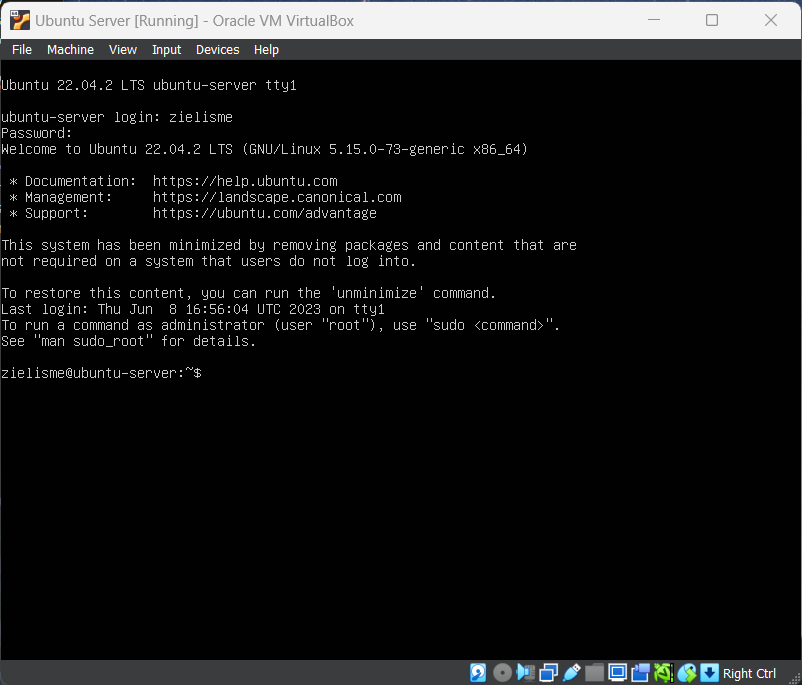 Ubuntu Server [Running] - Oracle VM VirtualBox
File Machine View Input Devices Help
Ubuntu 22.04.2 LTS ubuntu-server tty1
ubuntu-server login: zielisme
Password:
Welcome to Ubuntu 22.04.2 LTS (GNU/Linux 5.15.0-73-generic x86_64)
* Documentation: https://help.ubuntu.com
* Management: https://landscape.canonical.com
* Support: https://ubuntu.com/advantage
This system has been minimized by removing packages and content that are
not required on a system that users do not log into.
To restore this content, you can run the 'unminimize' command.
Last login: Thu Jun 8 16:56:04 UTC 2023 on tty1
To run a command as administrator (user "root"), use "sudo <command>".
See "man sudo_root" for details.
zielisme@ubuntu-server:~$
Right Ctrl